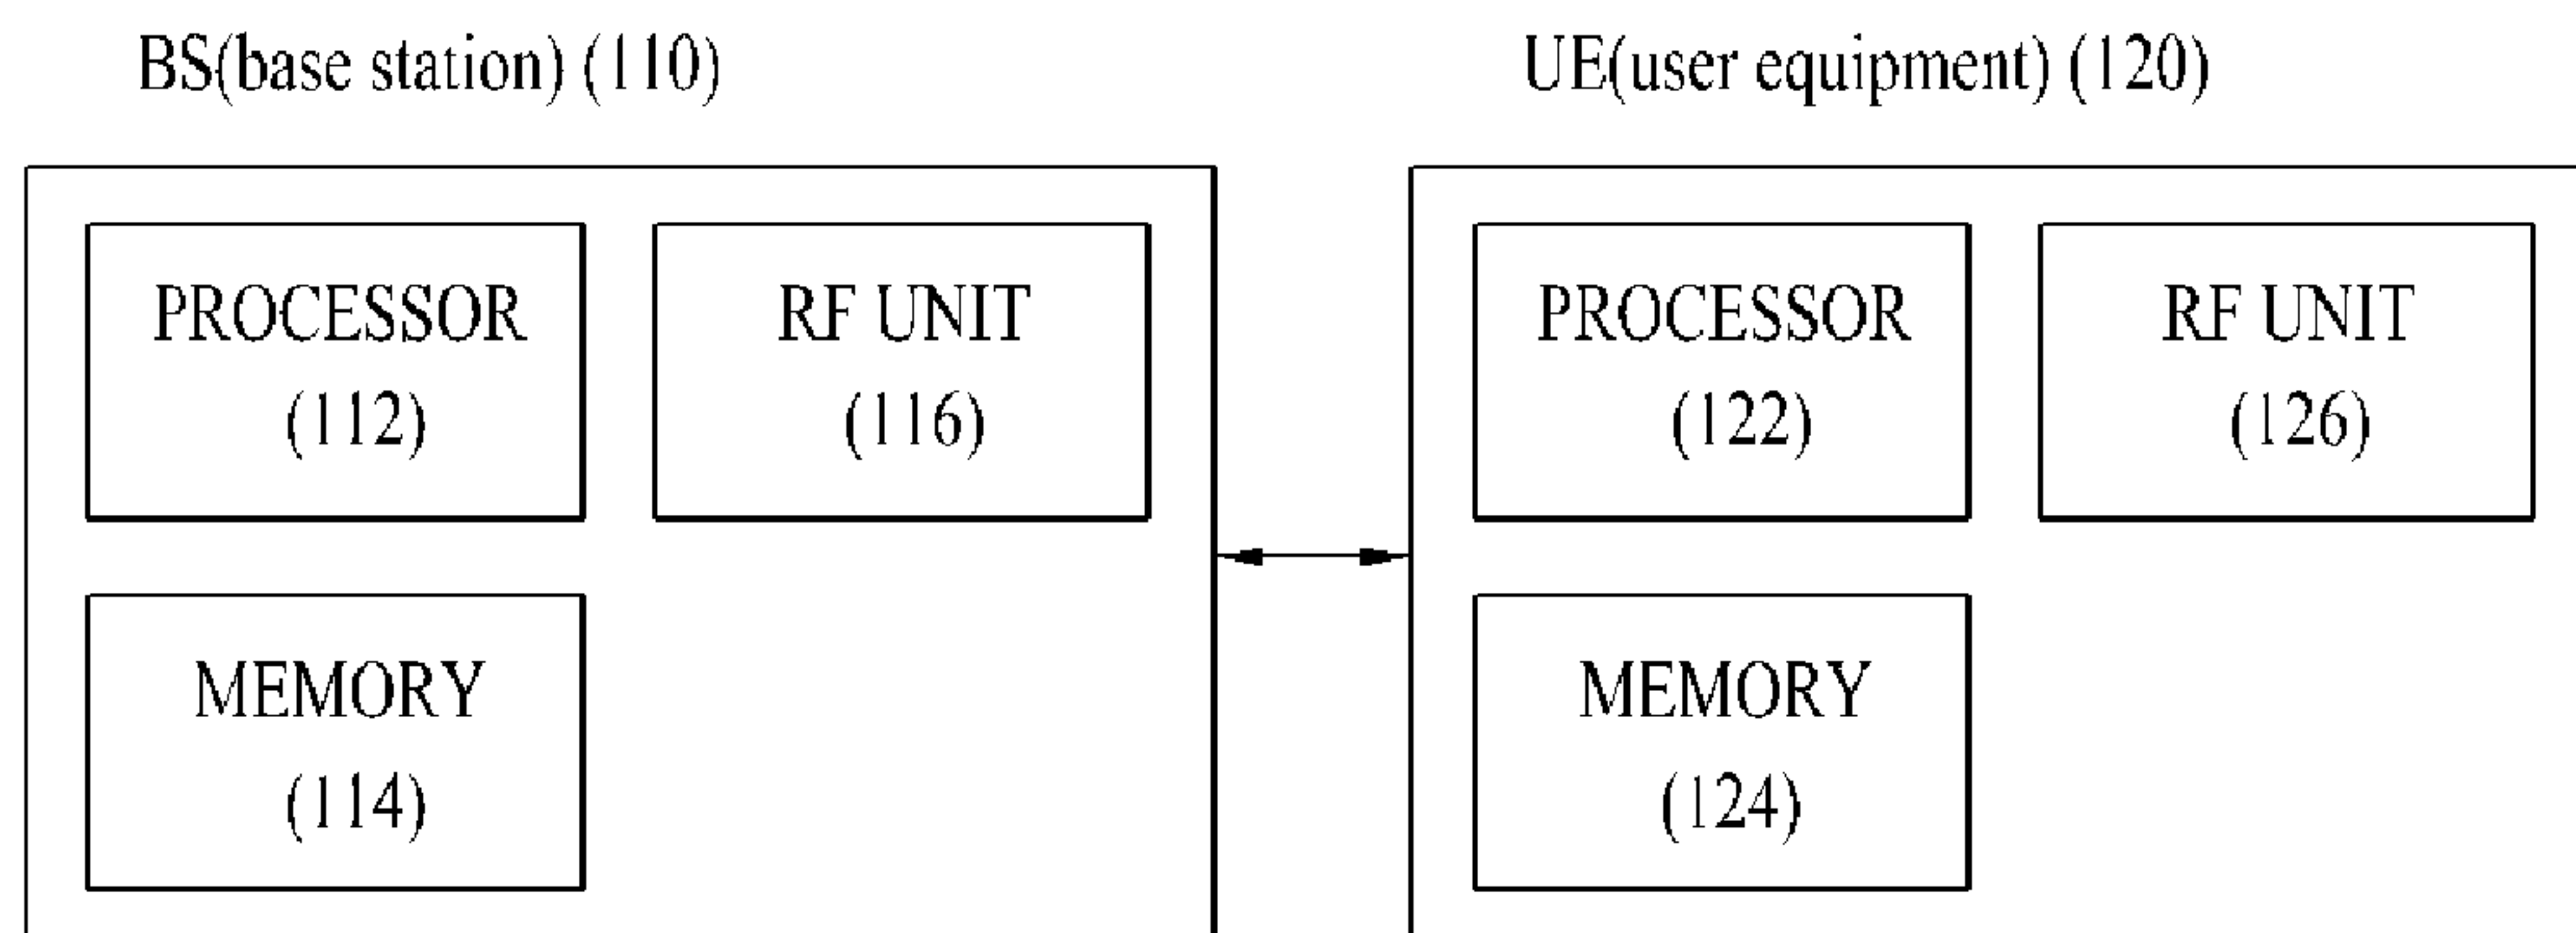 BS(base station) (110)
UE(user equipment) (120)
PROCESSOR
(112)
RF UNIT
(116)
MEMORY
(114)
PROCESSOR
(122)
RF UNIT
(126)
MEMORY
(124)